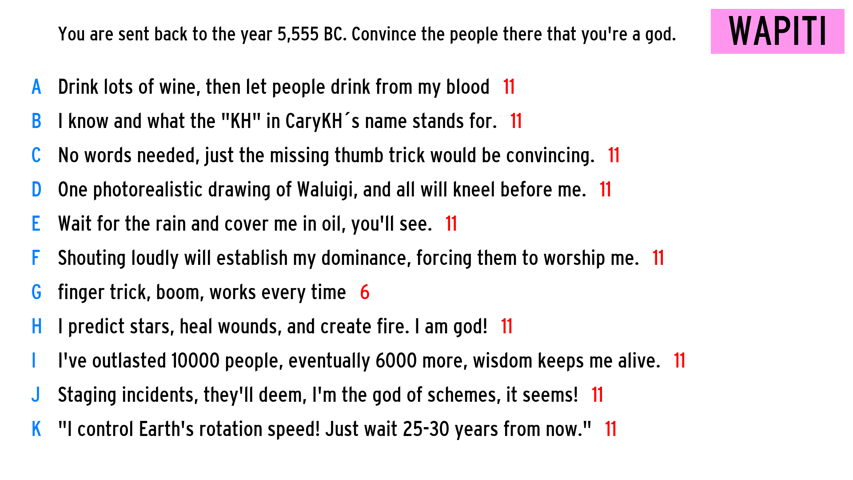 You are sent back to the year 5,555 BC. Convince the people there that you're a god.
WAPITI
A Drink lots of wine, then let people drink from my blood 11
B I know and what the "KH" in CaryKH´s name stands for. 11
C No words needed, just the missing thumb trick would be convincing. 11
D One photorealistic drawing of Waluigi, and all will kneel before me. 11
E Wait for the rain and cover me in oil, you'll see. 11
F Shouting loudly will establish my dominance, forcing them to worship me. 11
G finger trick, boom, works every time 6
H I predict stars, heal wounds, and create fire. I am god! 11
I I've outlasted 10000 people, eventually 6000 more, wisdom keeps me alive. 11
J Staging incidents, they'll deem, I'm the god of schemes, it seems! 11
K "I control Earth's rotation speed! Just wait 25-30 years from now." 11